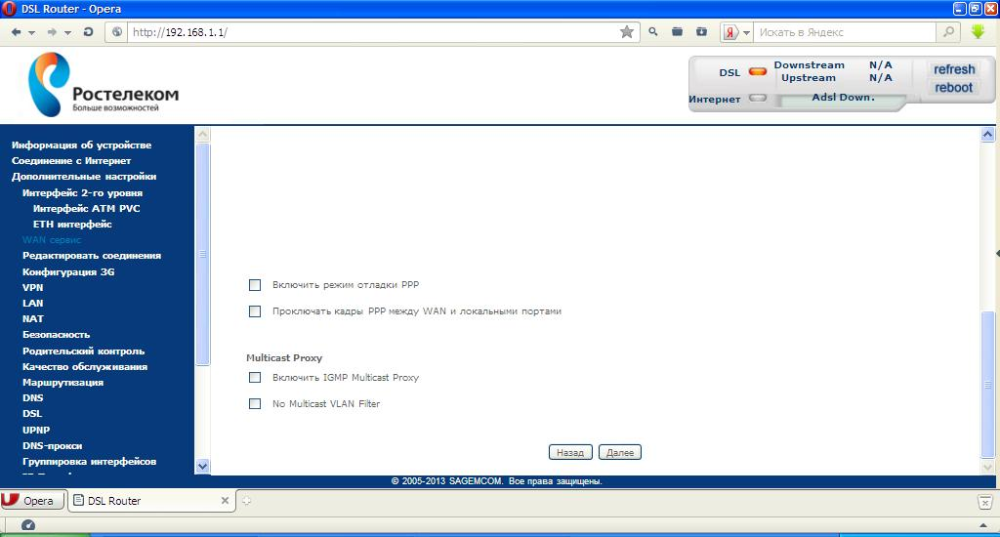 DSL Router - Opera
http://192.168.1.1/
Я
Искать в Яндекс
Ростелеком
Больше возможностей
DSL
Downstream N/A
Upstream N/A
Интернет
Adsl Down.
refresh
reboot
Информация об устройстве
Соединение с Интернет
Дополнительные настройки
Интерфейс 2-го уровня
Интерфейс ATM PVC
ETH интерфейс
WAN сервис
Редактировать соединения
Конфигурация 3G
VPN
LAN
NAT
Безопасность
Родительский контроль
Качество обслуживания
Маршрутизация
DNS
DSL
UPNP
DNS-прокси
Группировка интерфейсов
Включить режим отладки PPP
Проключать кадры PPP между WAN и локальными портами
Multicast Proxy
Включить IGMP Multicast Proxy
No Multicast VLAN Filter
Назад
Далее
© 2005-2013 SAGEMCOM. Все права защищены.
Opera
DSL Router